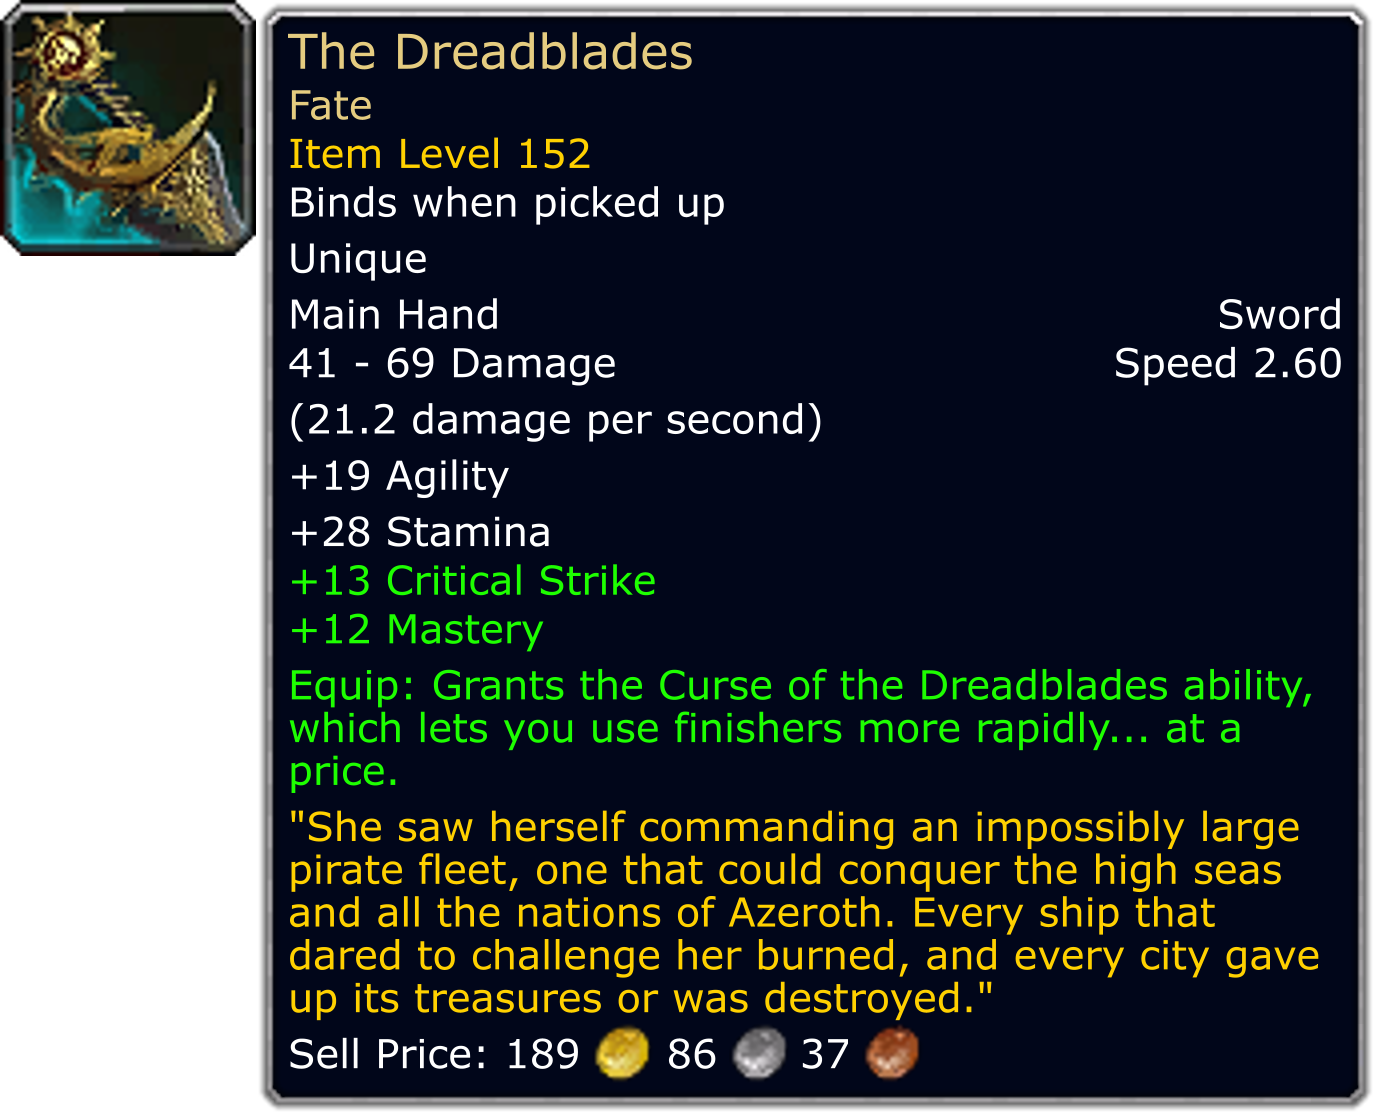 The Dreadblades
Fate
Item Level 152
Binds when picked up
Unique
Main Hand Sword
41 - 69 Damage Speed 2.60
(21.2 damage per second)
+19 Agility
+28 Stamina
+13 Critical Strike
+12 Mastery
Equip: Grants the Curse of the Dreadblades ability,
which lets you use finishers more rapidly... at a
price.
"She saw herself commanding an impossibly large
pirate fleet, one that could conquer the high seas
and all the nations of Azeroth. Every ship that
dared to challenge her burned, and every city gave
up its treasures or was destroyed."
Sell Price: 189 86 37